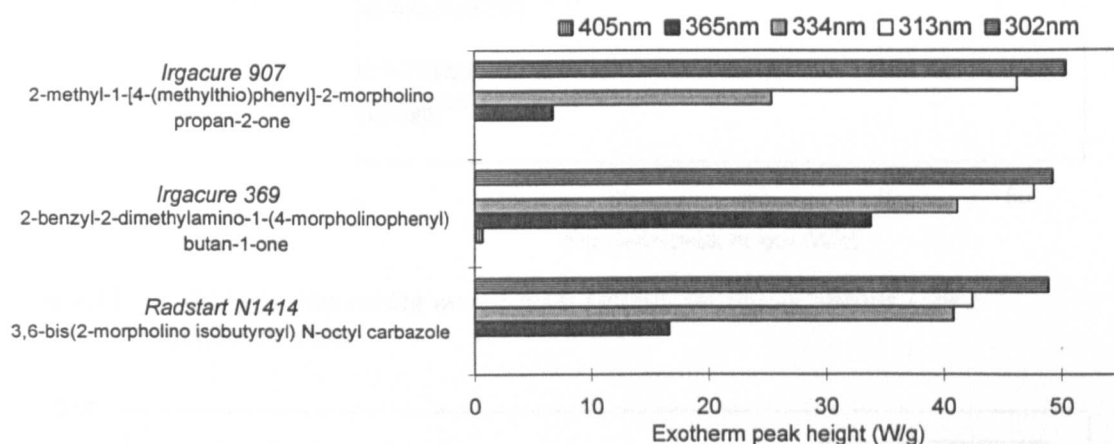 405nm 365nm 334nm 313nm 302nm
Irgacure 907
2-methyl-1-[4-(methylthio)phenyl]-2-morpholino
propan-2-one
Irgacure 369
2-benzyl-2-dimethylamino-1-(4-morpholinophenyl)
butan-1-one
Radstart N1414
3,6-bis(2-morpholino isobutyroyl) N-octyl carbazole
0 10 20 30 40 50
Exotherm peak height (W/g)